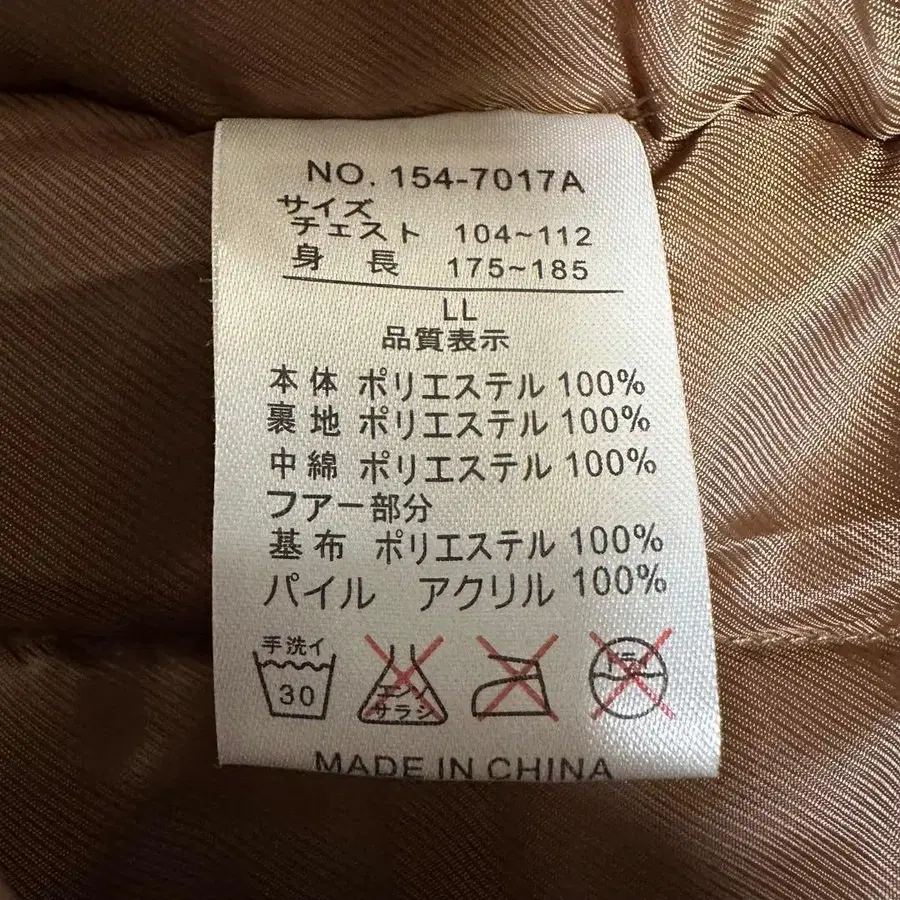 NO. 154-7017A
サイズ
チェスト 104~112
身 長 175~185
LL
品質表示
本体 ポリエステル 100%
裏地 ポリエステル 100%
中綿 ポリエステル 100%
フアー部分
基布 ポリエステル 100%
パイル アクリル 100%
手洗イ
30
エンソ
サラシ
ドライ
MADE IN CHINA